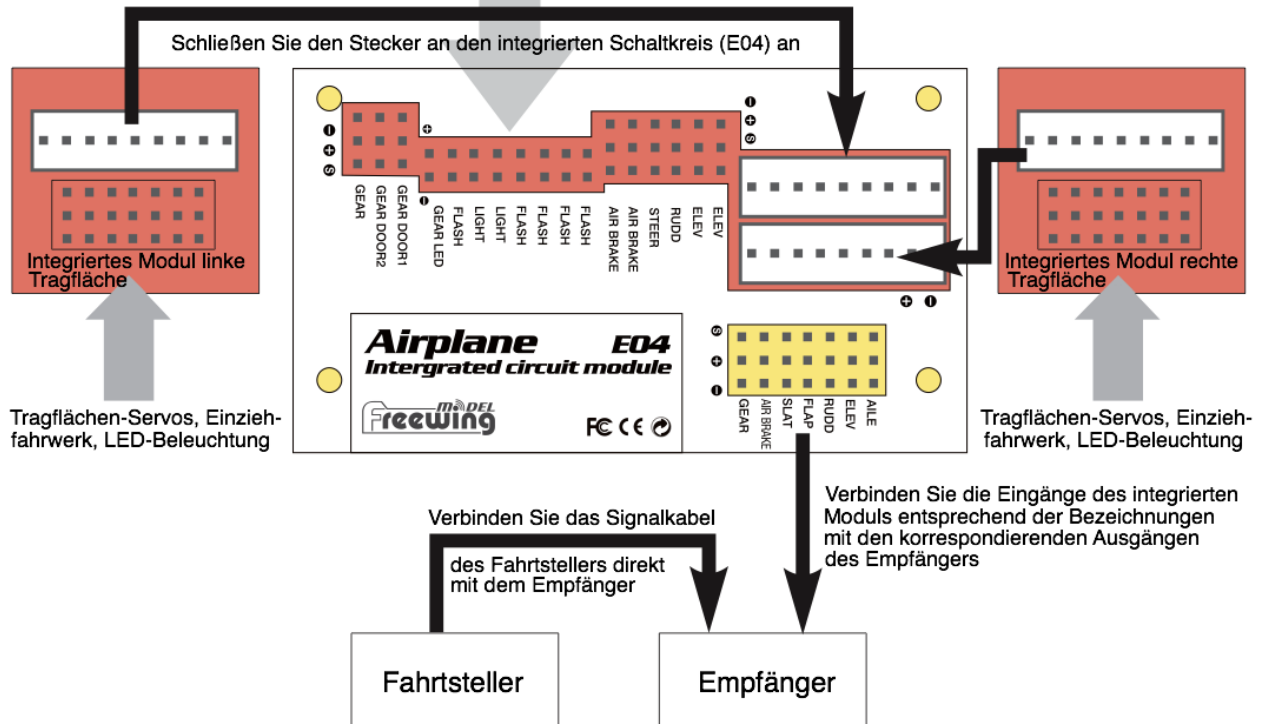 Schließen Sie den Stecker an den integrierten Schaltkreis (E04) an
Integriertes Modul linke
Tragfläche
Tragflächen-Servos, Einzieh-
fahrwerk, LED-Beleuchtung
GEAR
GEAR DOOR2
GEAR DOOR1
GEAR LED
FLASH
LIGHT
LIGHT
FLASH
FLASH
FLASH
FLASH
AIR BRAKE
AIR BRAKE
STEER
RUDD
ELEV
ELEV
- + S
+
-
- + S
+ -
S + -
Integriertes Modul rechte
Tragfläche
Tragflächen-Servos, Einzieh-
fahrwerk, LED-Beleuchtung
Airplane E04
Intergrated circuit module
Freewing MODEL
FC CE
GEAR
AIR BRAKE
SLAT
FLAP
RUDD
ELEV
AILE
Verbinden Sie die Eingänge des integrierten
Moduls entsprechend der Bezeichnungen
mit den korrespondierenden Ausgängen
des Empfängers
Verbinden Sie das Signalkabel
des Fahrtstellers direkt
mit dem Empfänger
Fahrtsteller
Empfänger